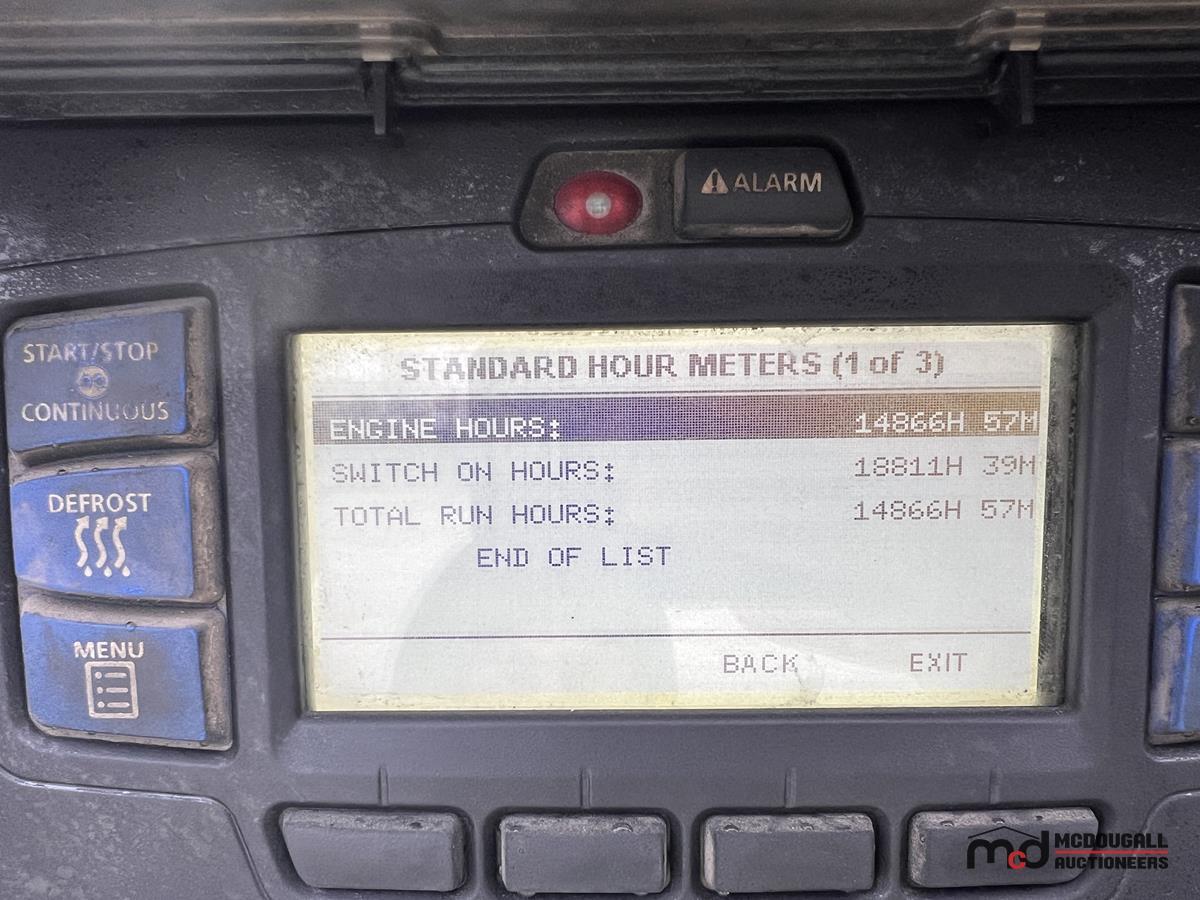 ALARM
START/STOP
CONTINUOUS
DEFROST
MENU
STANDARD HOUR METERS (1 of 3)
ENGINE HOURS: 14866H 57M
SWITCH ON HOURS: 18811H 39M
TOTAL RUN HOURS: 14866H 57M
END OF LIST
BACK EXIT
mcd MCDOUGALL
AUCTIONEERS